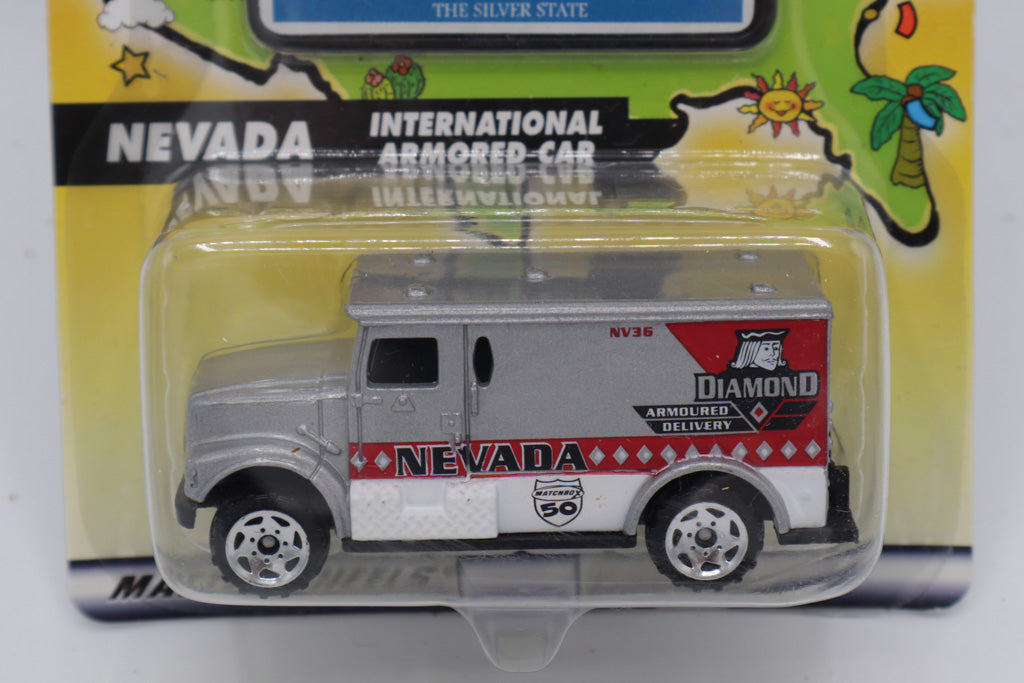 THE SILVER STATE
NEVADA
INTERNATIONAL
ARMORED CAR
NV36
DIAMOND
ARMOURED
DELIVERY
NEVADA
MATCHBOX
50